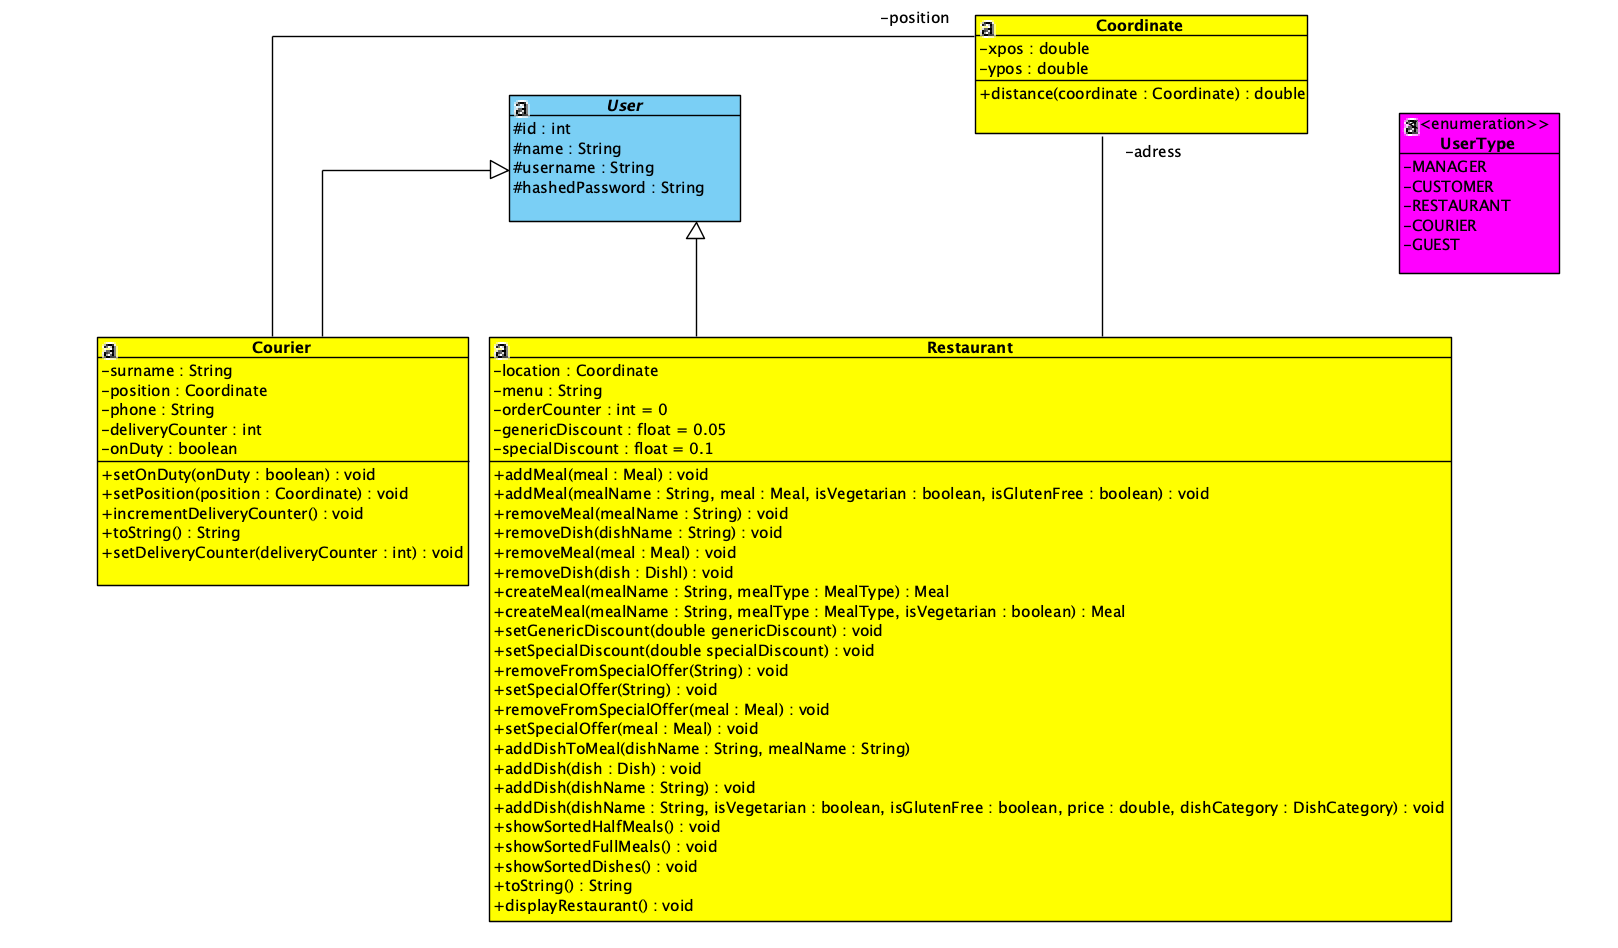 -position
Coordinate
-xpos : double
-ypos : double
+distance(coordinate : Coordinate) : double
User
#id : int
#name : String
#username : String
#hashedPassword : String
-adress
<<enumeration>>
UserType
-MANAGER
-CUSTOMER
-RESTAURANT
-COURIER
-GUEST
Courier
-surname : String
-position : Coordinate
-phone : String
-deliveryCounter : int
-onDuty : boolean
+setOnDuty(onDuty : boolean) : void
+setPosition(position : Coordinate) : void
+incrementDeliveryCounter() : void
+toString() : String
+setDeliveryCounter(deliveryCounter : int) : void
Restaurant
-location : Coordinate
-menu : String
-orderCounter : int = 0
-genericDiscount : float = 0.05
-specialDiscount : float = 0.1
+addMeal(meal : Meal) : void
+addMeal(mealName : String, meal : Meal, isVegetarian : boolean, isGlutenFree : boolean) : void
+removeMeal(mealName : String) : void
+removeDish(dishName : String) : void
+removeMeal(meal : Meal) : void
+removeDish(dish : Dishl) : void
+createMeal(mealName : String, mealType : MealType) : Meal
+createMeal(mealName : String, mealType : MealType, isVegetarian : boolean) : Meal
+setGenericDiscount(double genericDiscount) : void
+setSpecialDiscount(double specialDiscount) : void
+removeFromSpecialOffer(String) : void
+setSpecialOffer(String) : void
+removeFromSpecialOffer(meal : Meal) : void
+setSpecialOffer(meal : Meal) : void
+addDishToMeal(dishName : String, mealName : String)
+addDish(dish : Dish) : void
+addDish(dishName : String) : void
+addDish(dishName : String, isVegetarian : boolean, isGlutenFree : boolean, price : double, dishCategory : DishCategory) : void
+showSortedHalfMeals() : void
+showSortedFullMeals() : void
+showSortedDishes() : void
+toString() : String
+displayRestaurant() : void